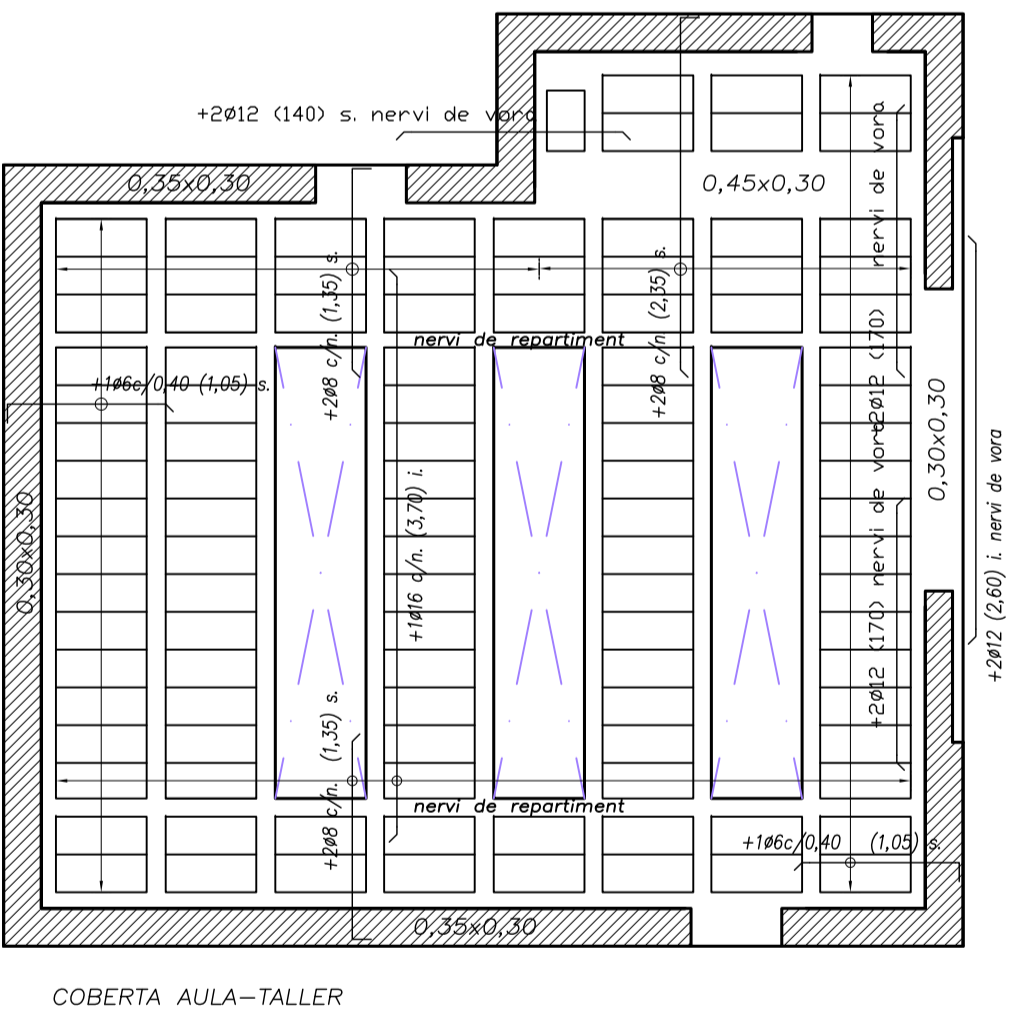 +2ø12 (140) s. nervi de vora
0,35x0,30
0,45x0,30
nervi de vora
+2ø12 (170)
+2ø8 c/n. (1,35) s.
+2ø8 c/n. (2,35) s.
nervi de repartiment
+1ø6c/0,40 (1,05) s.
0,30x0,30
0,30x0,30
+1ø16 c/n. (3,70) i.
+2ø12 (170) nervi de vora
+2ø12 (2,60) i. nervi de vora
+2ø8 c/n. (1,35) s.
nervi de repartiment
+1ø6c/0,40 (1,05) s.
0,35x0,30
COBERTA AULA-TALLER